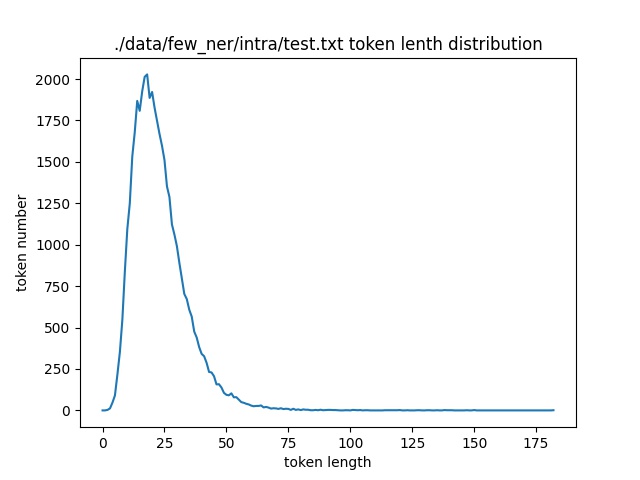 ./data/few_ner/intra/test.txt token lenth distribution
2000
1750
1500
1250
1000
750
500
250
0
token number
0 25 50 75 100 125 150 175
token length